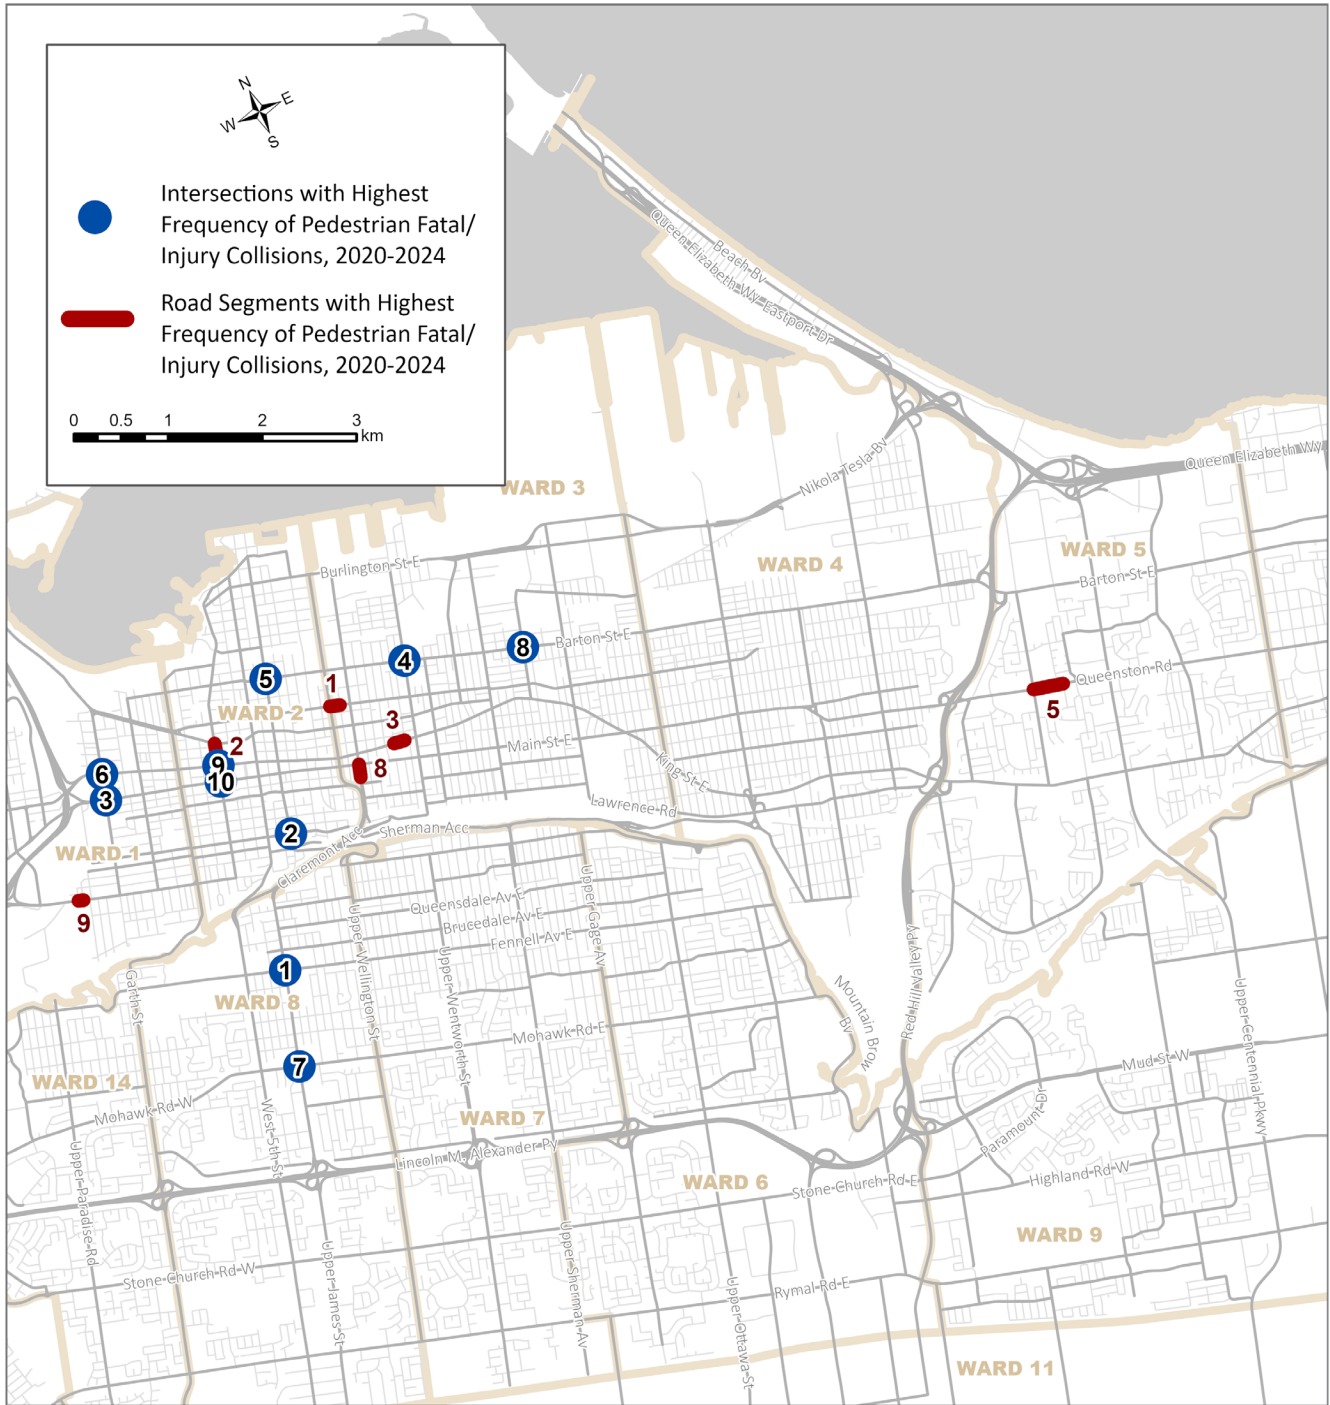 N
E
W
S
Intersections with Highest
Frequency of Pedestrian Fatal/
Injury Collisions, 2020-2024
Road Segments with Highest
Frequency of Pedestrian Fatal/
Injury Collisions, 2020-2024
0 0.5 1 2 3
km
Queen Elizabeth Wy
Beach Bv
Eastport Dr
Nikola Tesla Bv
Queen Elizabeth Wy
WARD 3
WARD 4
WARD 5
Burlington St E
Barton St E
Barton St E
8
4
5
Queenston Rd
1
5
WARD 2
3
Main St E
2
9
10
6
3
8
King St E
Lawrence Rd
2
Sherman Acc
Claremont Acc
WARD 1
9
Queensdale Av E
Brucedale Av E
Fennell Av E
Upper Gage Av
1
WARD 8
Garth St
Upper Wellington St
Upper Wentworth St
Mountain Brow
Bv
Red Hill Valley Py
Upper Centennial Pkwy
Mohawk Rd E
7
WARD 14
Mohawk Rd W
West 5th St
WARD 7
Mud St W
Paramount Dr
Lincoln M. Alexander Py
Upper Paradise Rd
WARD 6
Stone Church Rd E
Highland Rd W
WARD 9
Stone Church Rd W
Upper James St
Upper Sherman Av
Upper Ottawa St
Rymal Rd E
WARD 11